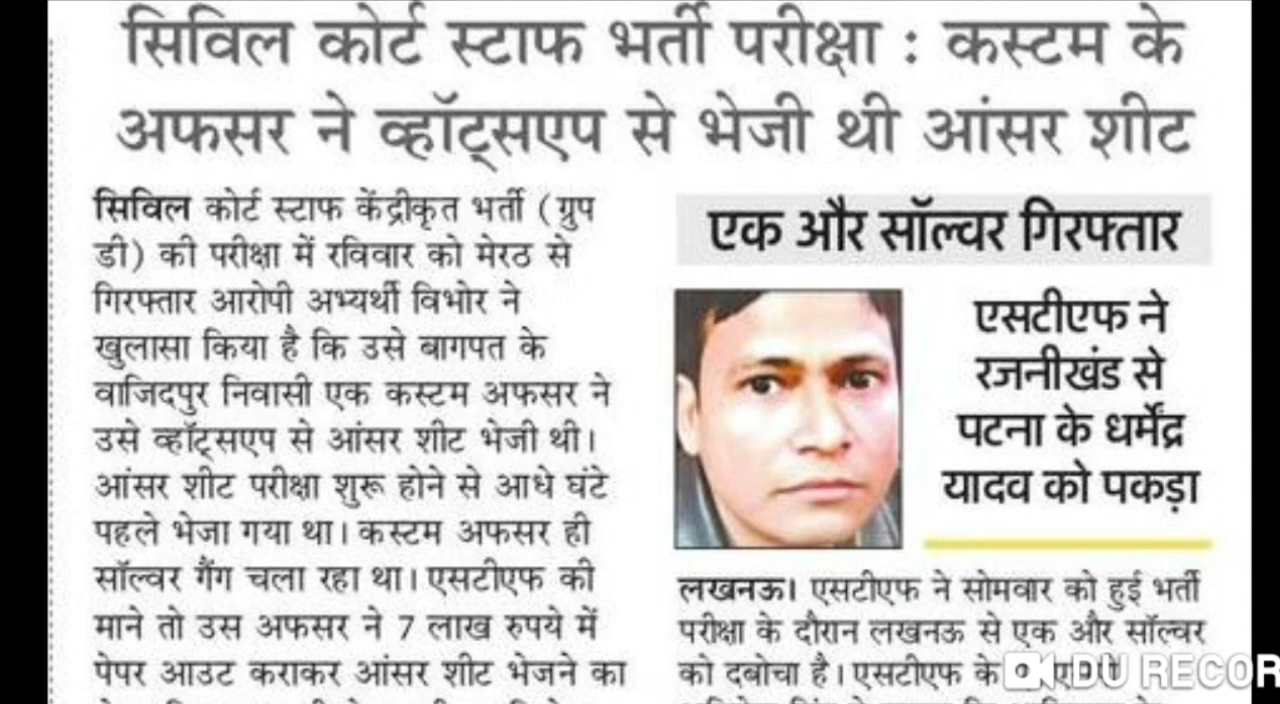 सिविल कोर्ट स्टाफ भर्ती परीक्षा : कस्टम के
अफसर ने व्हॉट्सएप से भेजी थी आंसर शीट
सिविल कोर्ट स्टाफ केंद्रीकृत भर्ती (ग्रुप
डी) की परीक्षा में रविवार को मेरठ से
गिरफ्तार आरोपी अभ्यर्थी विभोर ने
खुलासा किया है कि उसे बागपत के
वाजिदपुर निवासी एक कस्टम अफसर ने
उसे व्हॉट्सएप से आंसर शीट भेजी थी।
आंसर शीट परीक्षा शुरू होने से आधे घंटे
पहले भेजा गया था। कस्टम अफसर ही
सॉल्वर गैंग चला रहा था। एसटीएफ की
माने तो उस अफसर ने 7 लाख रुपये में
पेपर आउट कराकर आंसर शीट भेजने का
एक और सॉल्वर गिरफ्तार
एसटीएफ ने
रजनीखंड से
पटना के धर्मेंद्र
यादव को पकड़ा
लखनऊ। एसटीएफ ने सोमवार को हुई भर्ती
परीक्षा के दौरान लखनऊ से एक और सॉल्वर
को दबोचा है। एसटीएफ के
DU RECOR